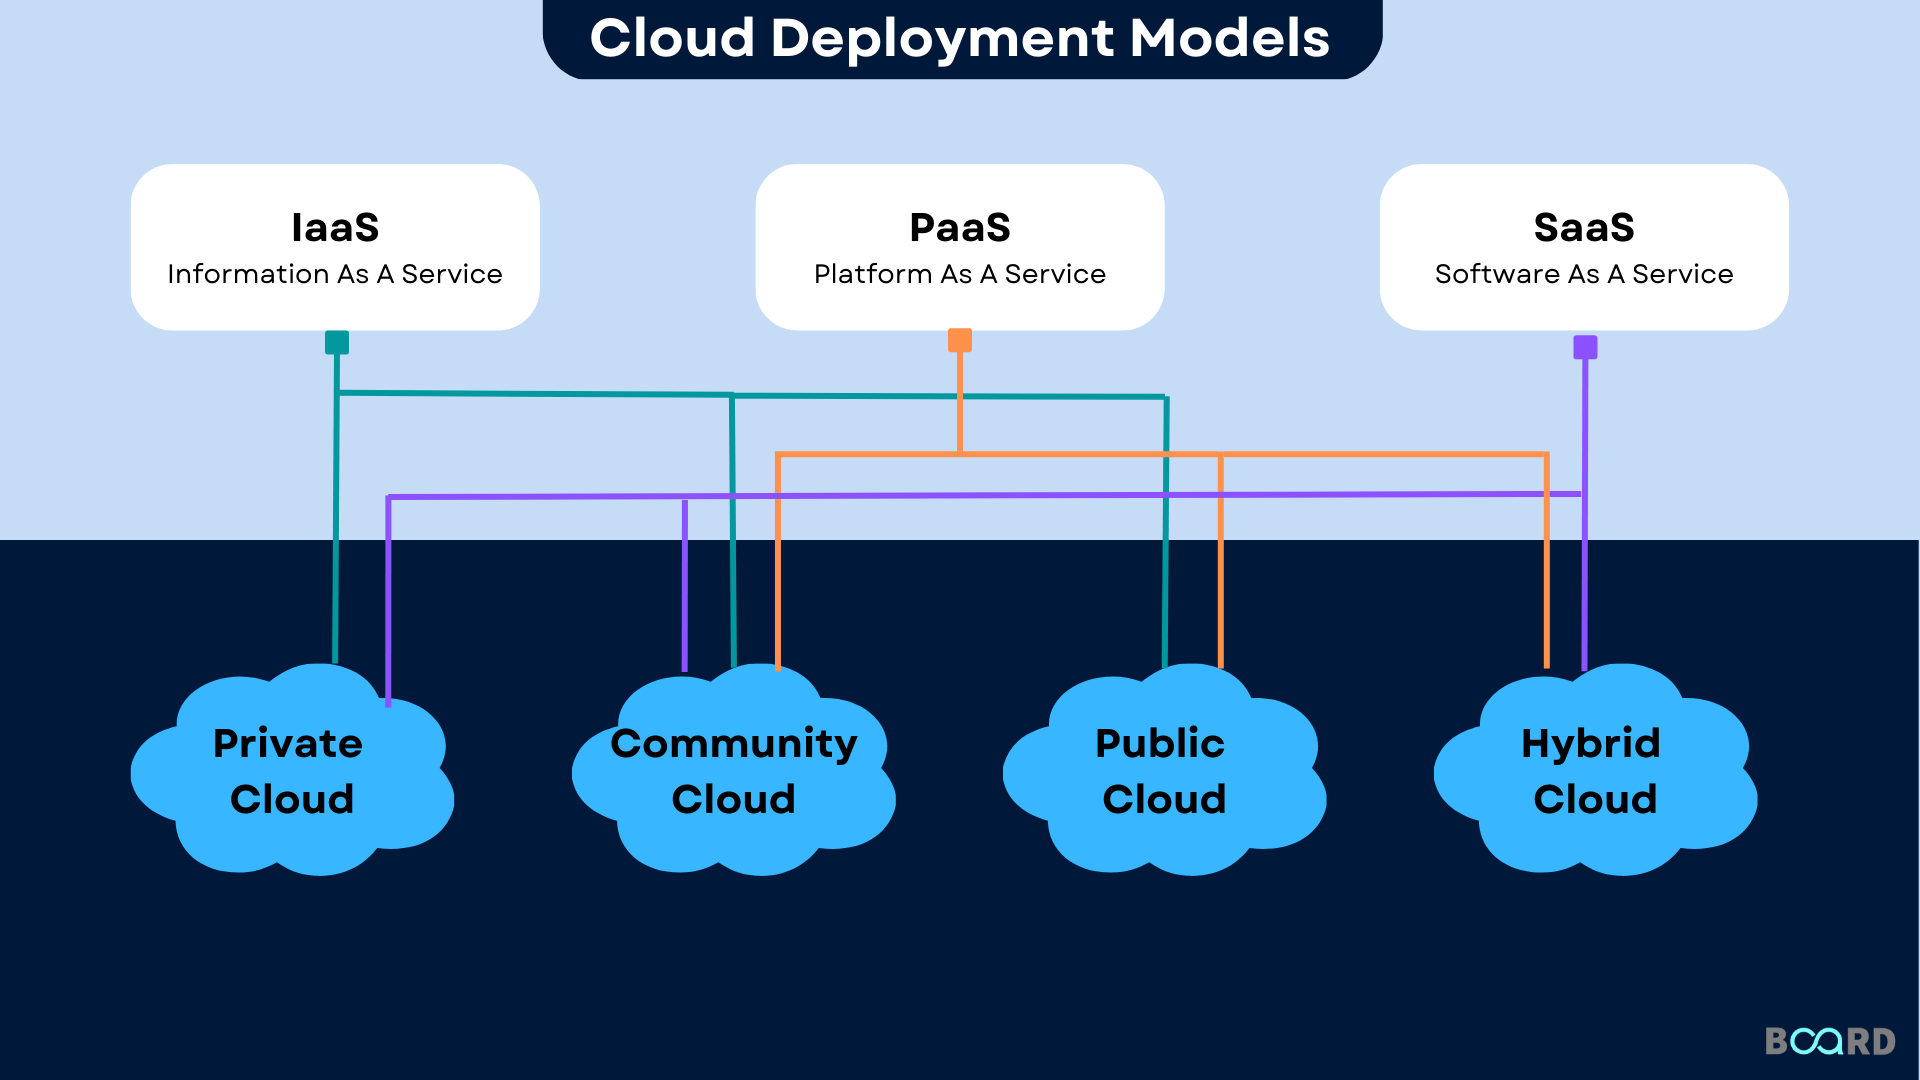 Cloud Deployment Models
IaaS
Information As A Service
PaaS
Platform As A Service
SaaS
Software As A Service
Private
Cloud
Community
Cloud
Public
Cloud
Hybrid
Cloud
BOARD